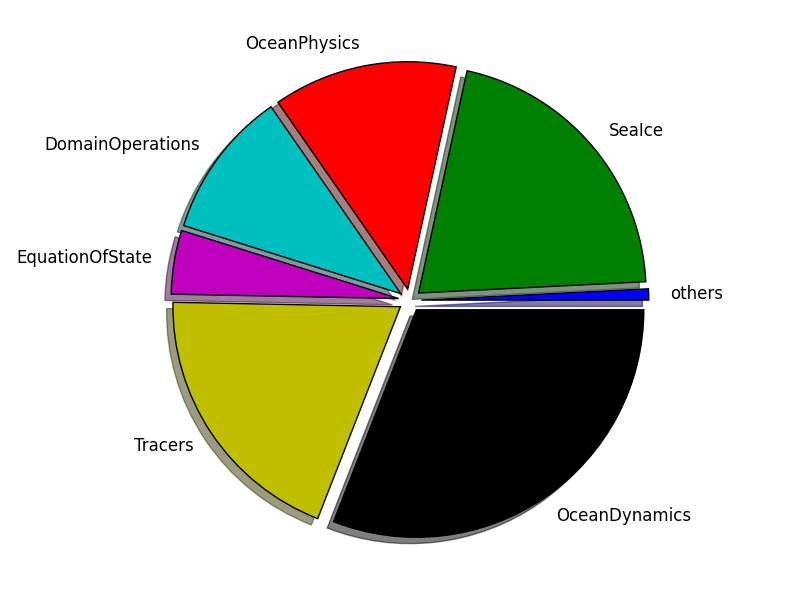 OceanPhysics
SeaIce
DomainOperations
EquationOfState
others
Tracers
OceanDynamics